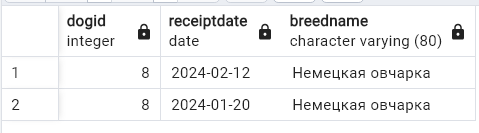 dogid receiptdate breedname
integer date character varying (80)
1 8 2024-02-12 Немецкая овчарка
2 8 2024-01-20 Немецкая овчарка